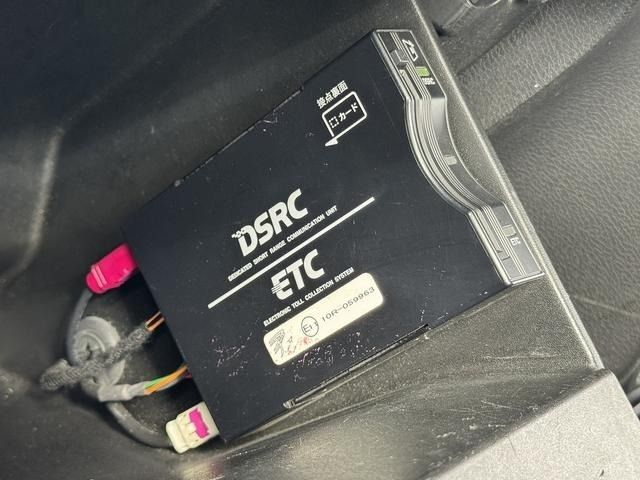 接点裏面
カード
DSRC
DSRC
DEDICATED SHORT RANGE COMMUNICATION UNIT
ETC
ELECTRONIC TOLL COLLECTION SYSTEM
10R-059963
ETC